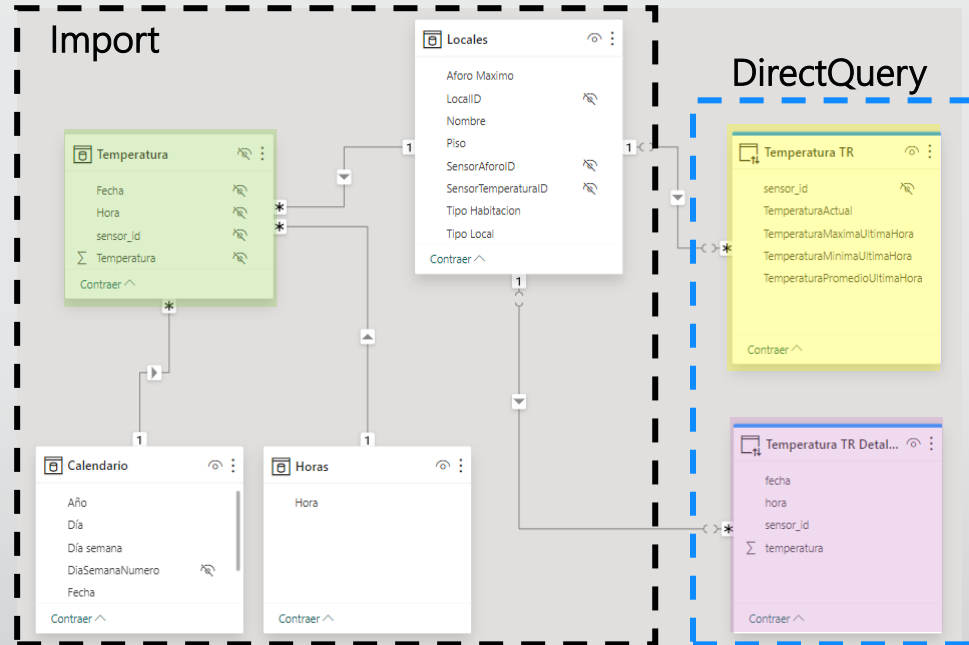 Import
DirectQuery
Locales
Aforo Maximo
LocalID
Nombre
Piso
SensorAforoID
SensorTemperaturaID
Tipo Habitacion
Tipo Local
Contraer
Temperatura
Fecha
Hora
sensor_id
Σ Temperatura
Contraer
Temperatura TR
sensor_id
TemperaturaActual
TemperaturaMaximaUltimaHora
TemperaturaMinimaUltimaHora
TemperaturaPromedioUltimaHora
Contraer
1
1
*
*
*
1
*
1
1
*
Calendario
Año
Día
Día semana
DiaSemanaNumero
Fecha
Contraer
Horas
Hora
Contraer
Temperatura TR Detal...
fecha
hora
sensor_id
Σ temperatura
Contraer